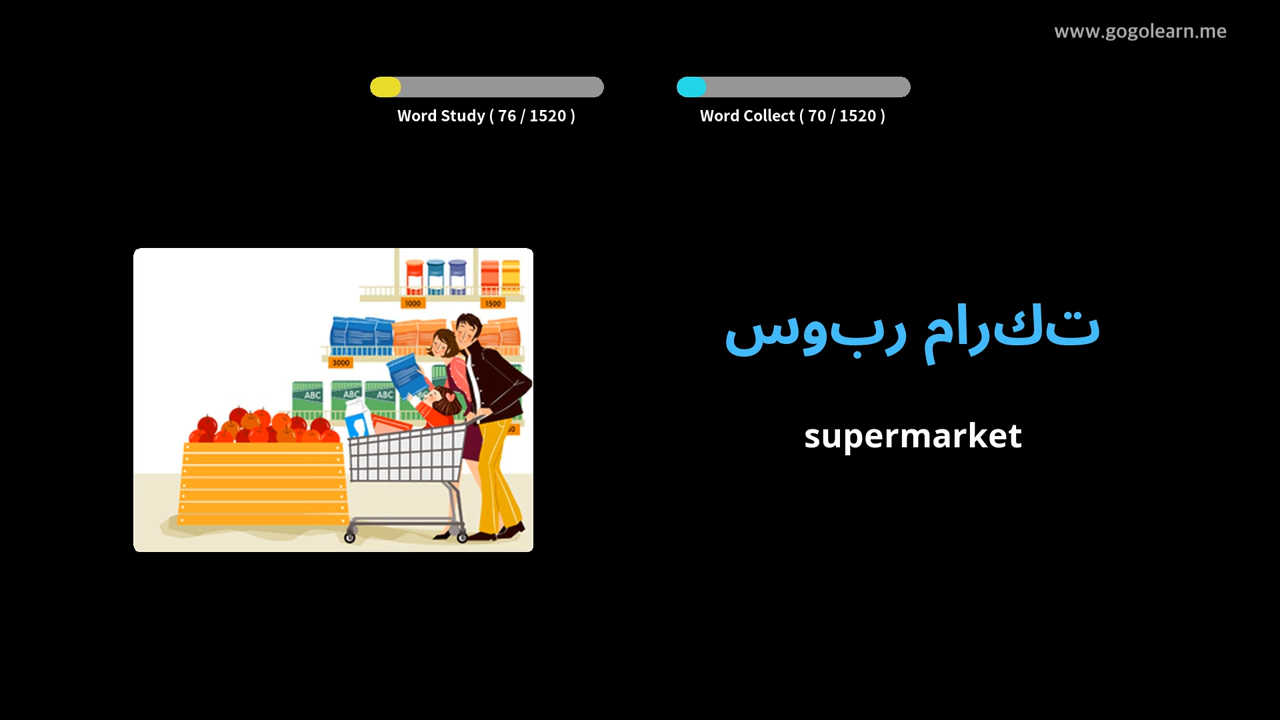 www.gogolearn.me
Word Study ( 76 / 1520 )
Word Collect ( 70 / 1520 )
1000
1500
3000
ABC
ABC
ABC
تكرام ربوس
supermarket